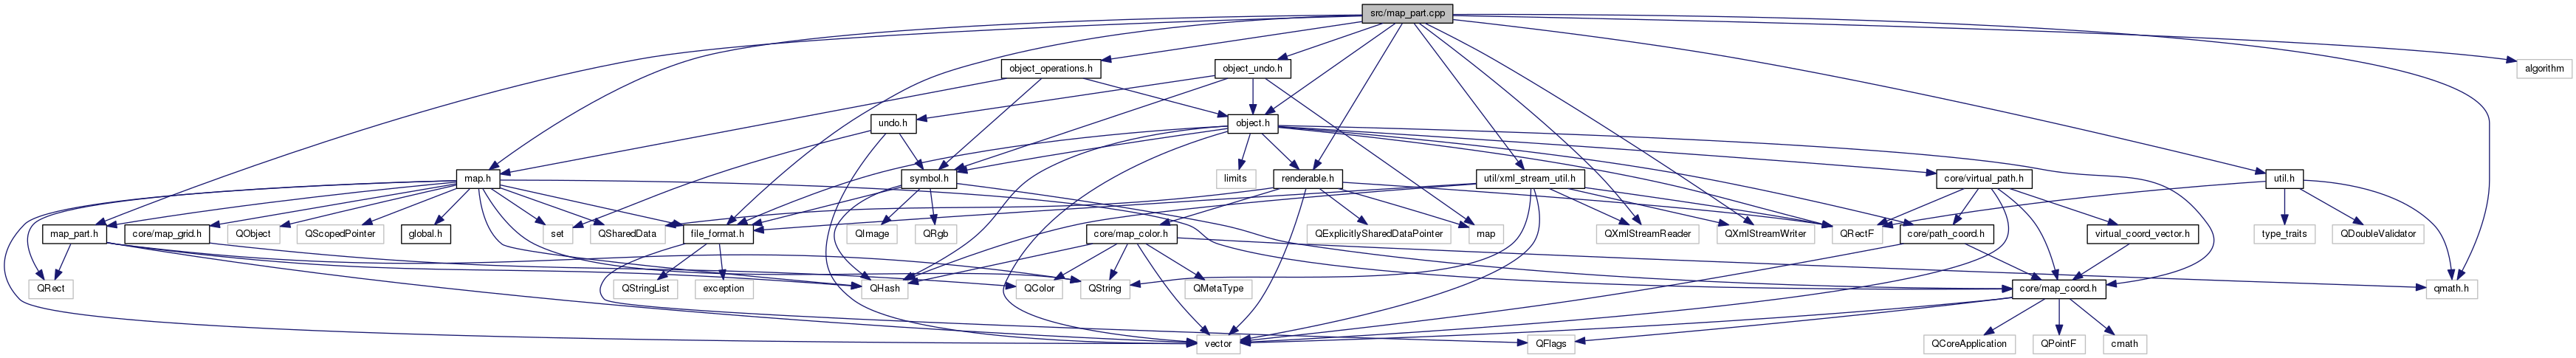 src/map_part.cpp
object_operations.h
object_undo.h
algorithm
undo.h
object.h
map.h
symbol.h
limits
renderable.h
util/xml_stream_util.h
core/virtual_path.h
util.h
map_part.h
core/map_grid.h
QObject
QScopedPointer
global.h
set
QSharedData
file_format.h
QImage
QRgb
core/map_color.h
QExplicitlySharedDataPointer
map
QXmlStreamReader
QXmlStreamWriter
QRectF
core/path_coord.h
virtual_coord_vector.h
type_traits
QDoubleValidator
QRect
QStringList
exception
QHash
QColor
QString
QMetaType
core/map_coord.h
qmath.h
vector
QFlags
QCoreApplication
QPointF
cmath